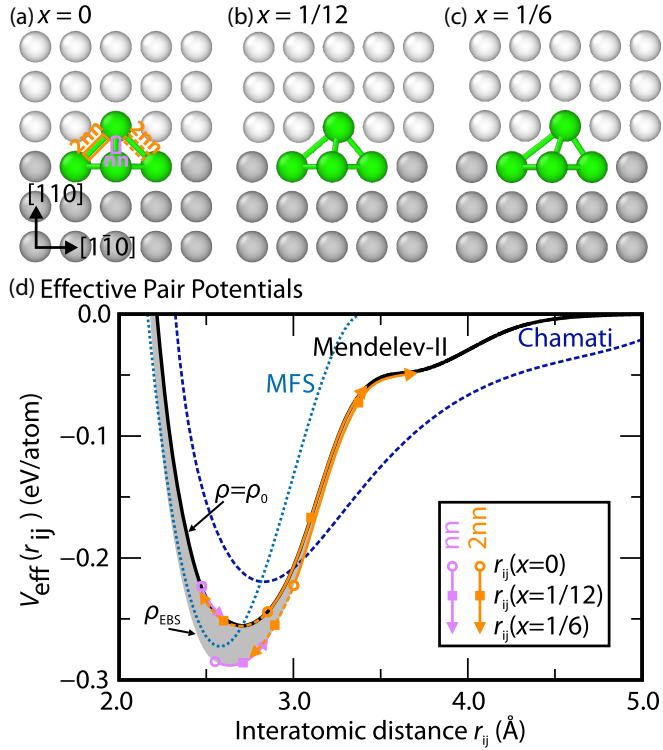 (a) x = 0
(b) x = 1/12
(c) x = 1/6
2nn
2nn
nn
[110]
[11̄0]
(d) Effective Pair Potentials
0.0
−0.1
−0.2
−0.3
V_eff (r_ij) (eV/atom)
Mendelev-II
Chamati
MFS
ρ=ρ₀
ρ_EBS
nn
2nn
r_ij(x=0)
r_ij(x=1/12)
r_ij(x=1/6)
2.0 3.0 4.0 5.0
Interatomic distance r_ij (Å)